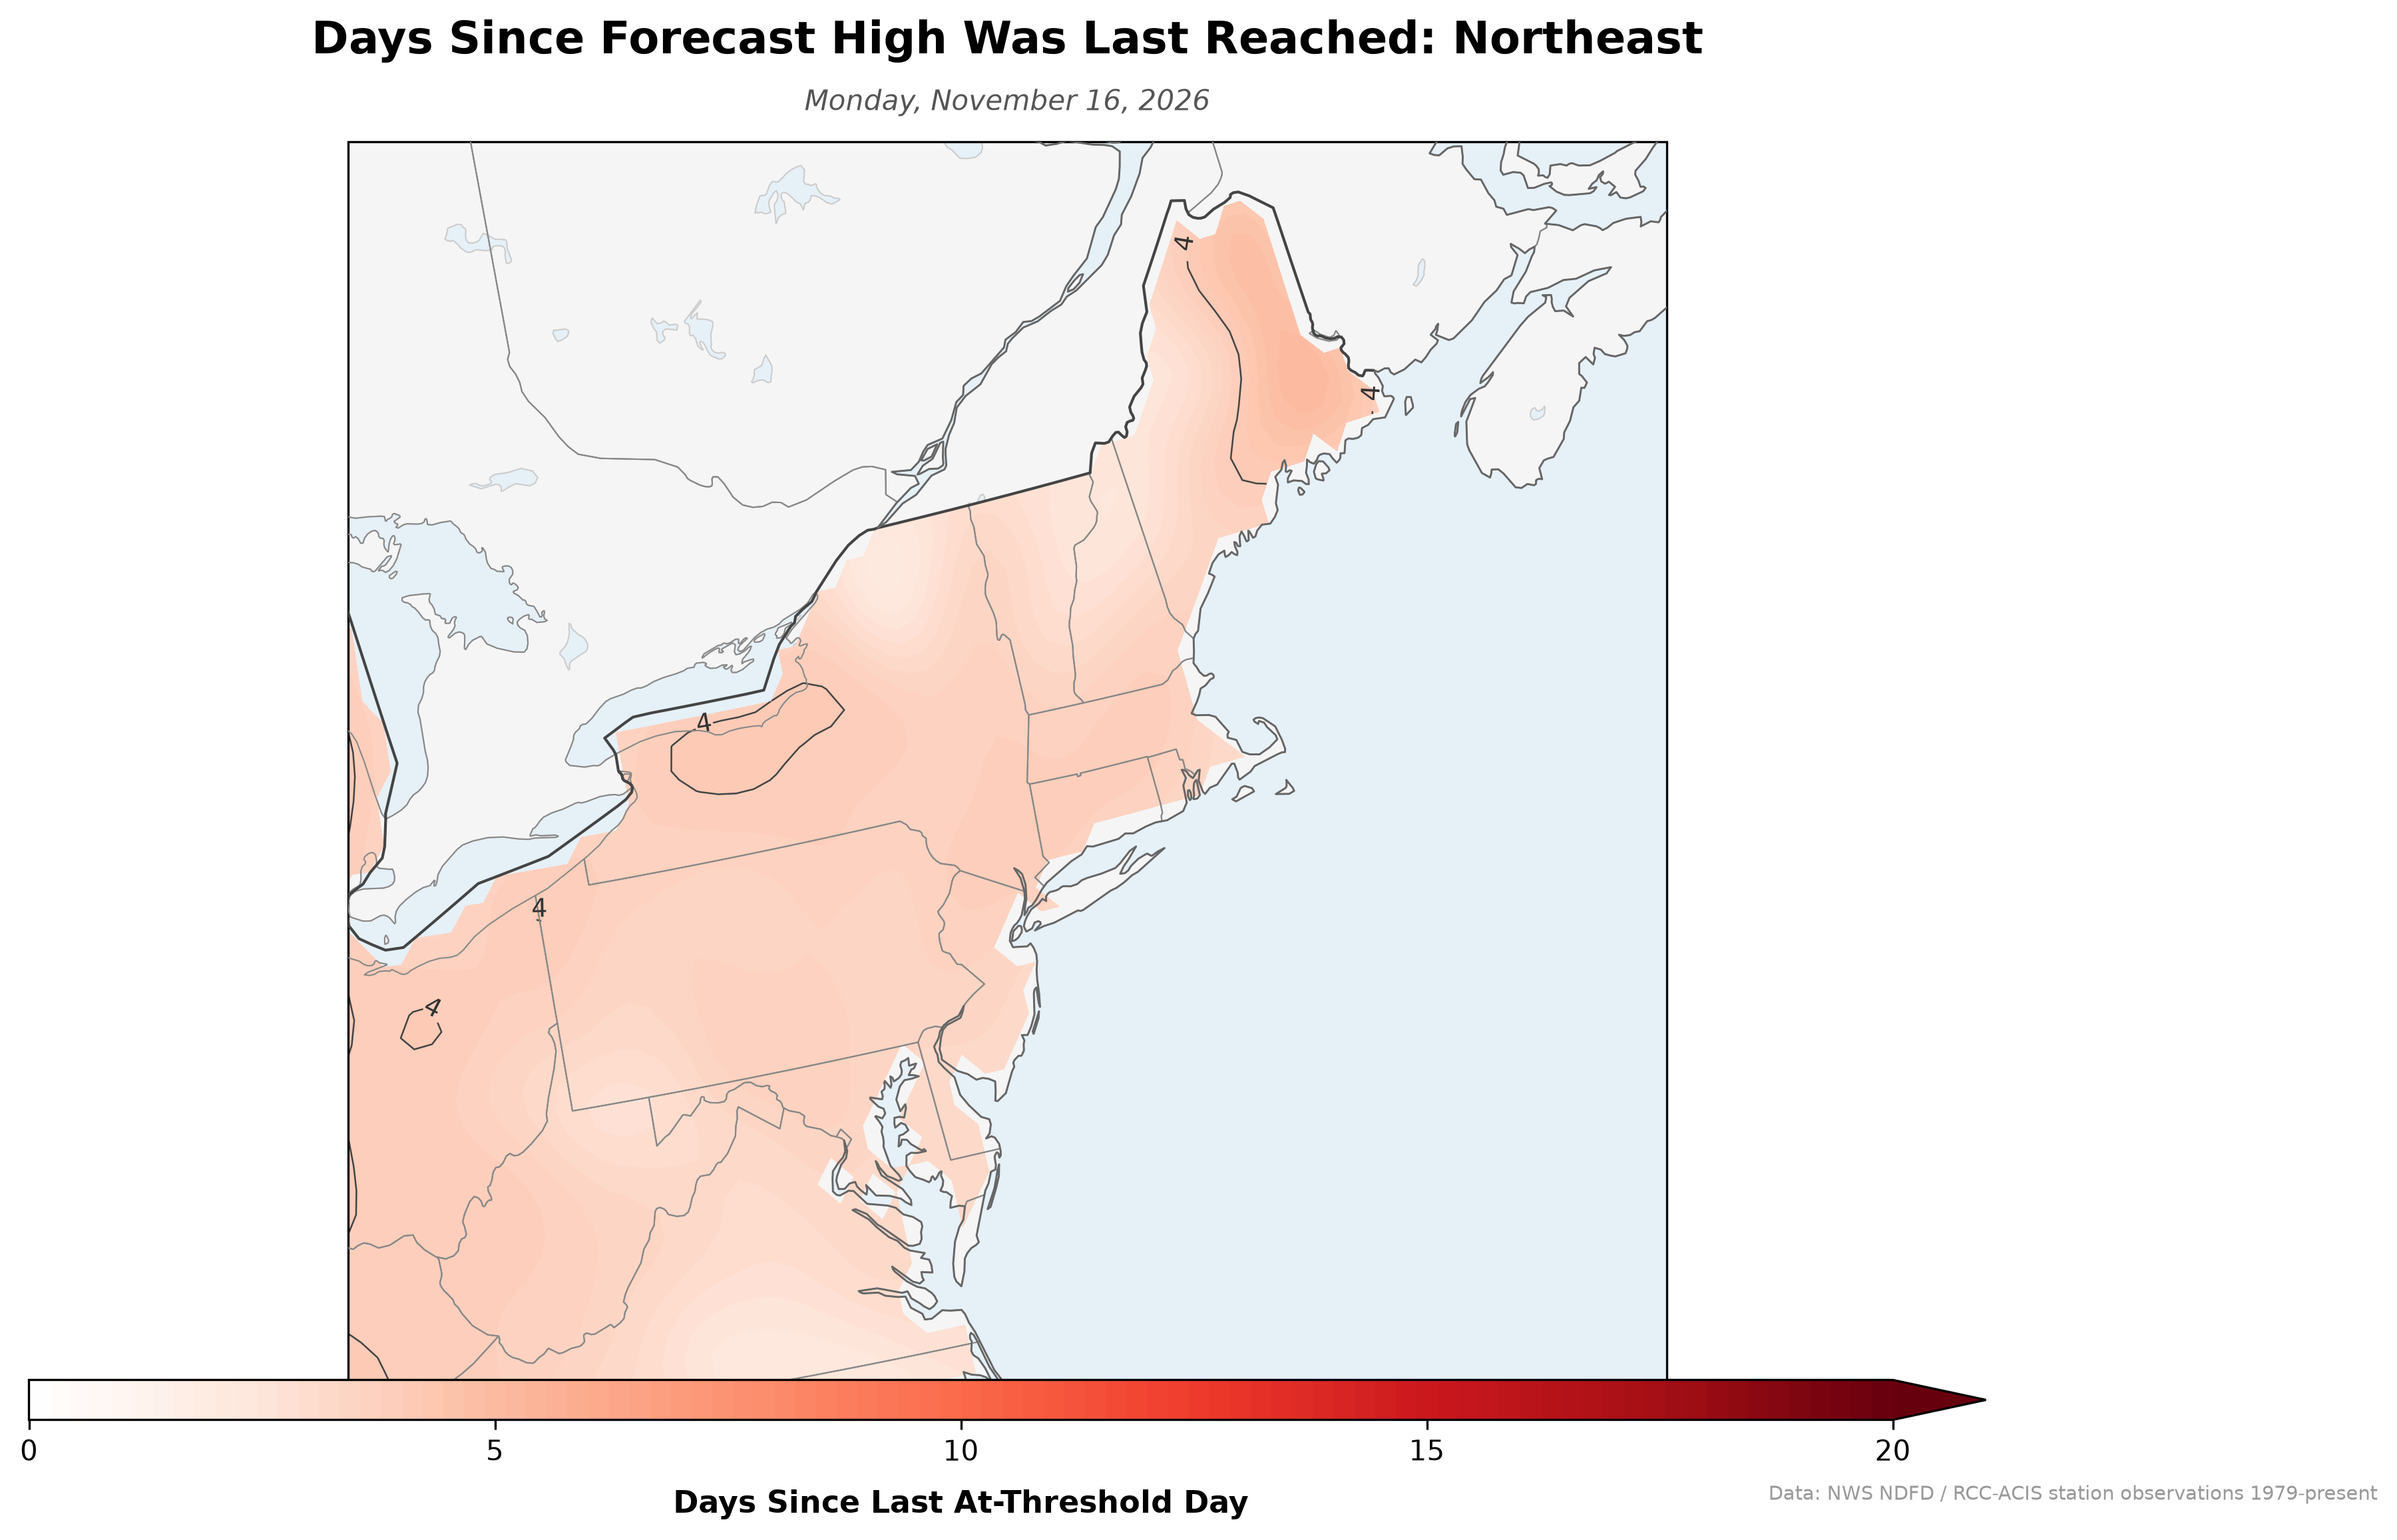 Days Since Forecast High Was Last Reached: Northeast
Monday, November 16, 2026
4
4
4
4
4
0 5 10 15 20
Days Since Last At-Threshold Day
Data: NWS NDFD / RCC-ACIS station observations 1979-present